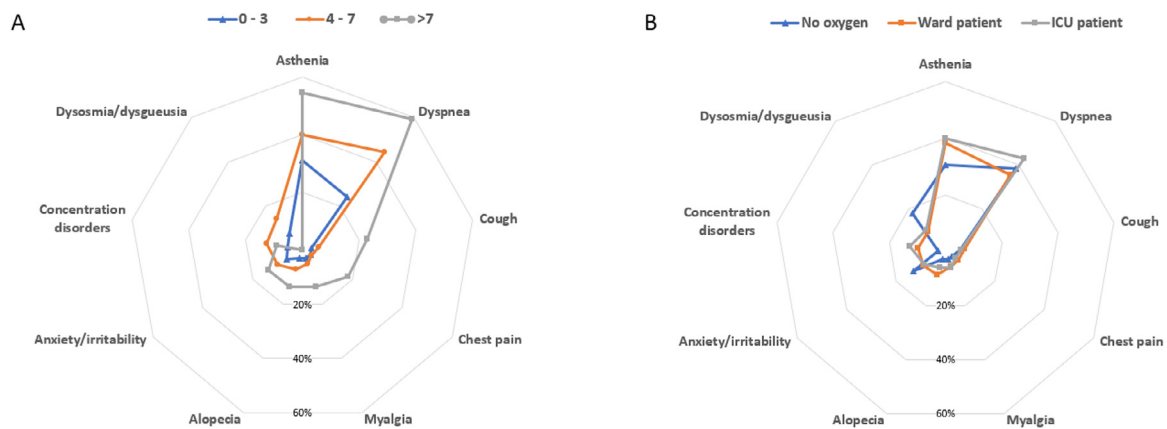 A
0 - 3
4 - 7
>7
Asthenia
Dysosmia/dysgueusia
Dyspnea
Concentration
disorders
Cough
20%
Anxiety/irritability
Chest pain
40%
Alopecia
60%
Myalgia
B
No oxygen
Ward patient
ICU patient
Asthenia
Dysosmia/dysgueusia
Dyspnea
Concentration
disorders
Cough
20%
Anxiety/irritability
Chest pain
40%
Alopecia
60%
Myalgia